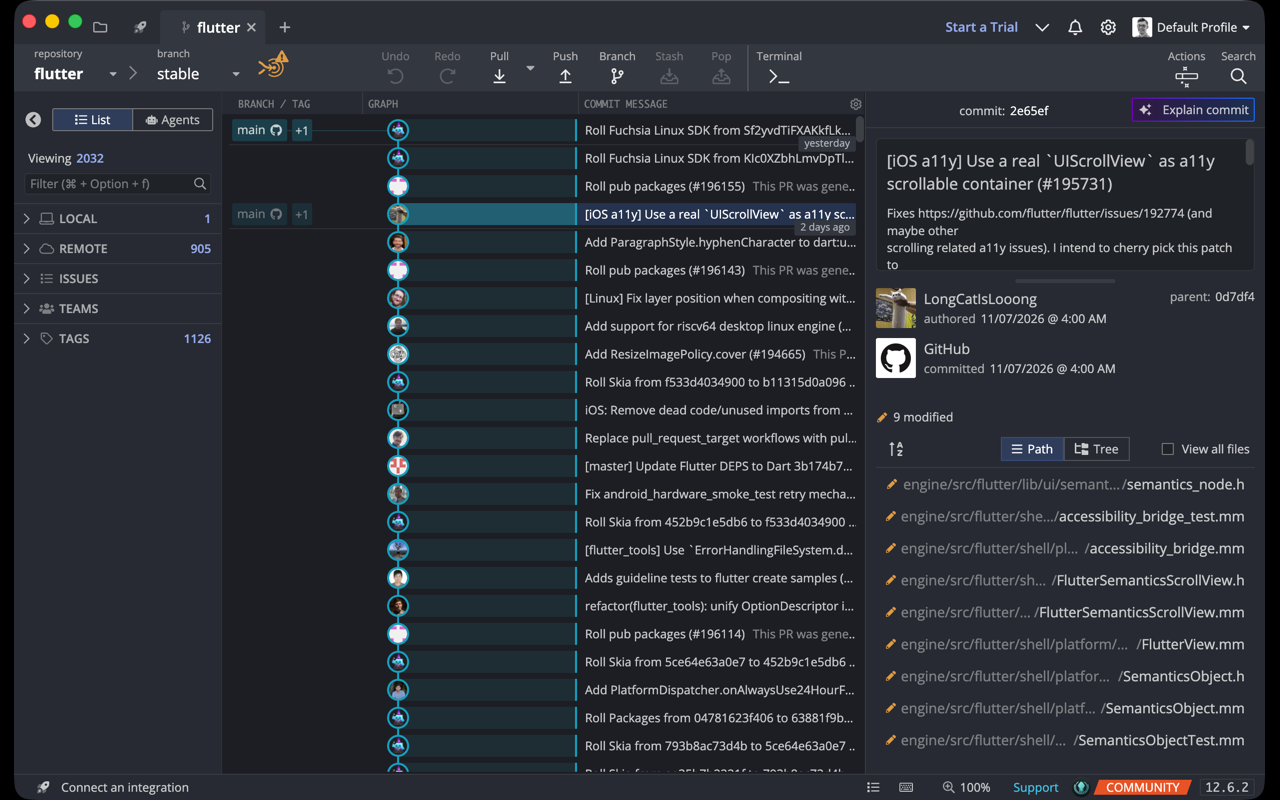 flutter
Start a Trial
Default Profile
repository
flutter
branch
stable
Undo
Redo
Pull
Push
Branch
Stash
Pop
Terminal
Actions
Search
List
Agents
Viewing 2032
Filter (⌘ + Option + f)
LOCAL 1
REMOTE 905
ISSUES
TEAMS
TAGS 1126
BRANCH / TAG
GRAPH
COMMIT MESSAGE
main +1
Roll Fuchsia Linux SDK from Sf2yvdTiFXAKkfLk...
yesterday
Roll Fuchsia Linux SDK from KIc0XZbhLmvDpTl...
Roll pub packages (#196155) This PR was gene..
main +1
[iOS a11y] Use a real `UIScrollView` as a11y sc...
2 days ago
Add ParagraphStyle.hyphenCharacter to dart:u...
Roll pub packages (#196143) This PR was gene..
[Linux] Fix layer position when compositing wit...
Add support for riscv64 desktop linux engine (...
Add ResizeImagePolicy.cover (#194665) This P...
Roll Skia from f533d4034900 to b11315d0a096 ..
iOS: Remove dead code/unused imports from ...
Replace pull_request_target workflows with pul...
[master] Update Flutter DEPS to Dart 3b174b7...
Fix android_hardware_smoke_test retry mecha...
Roll Skia from 452b9c1e5db6 to f533d4034900 ..
[flutter_tools] Use `ErrorHandlingFileSystem.d...
Adds guideline tests to flutter create samples (...
refactor(flutter_tools): unify OptionDescriptor i...
Roll pub packages (#196114) This PR was gene..
Roll Skia from 5ce64e63a0e7 to 452b9c1e5db6 ..
Add PlatformDispatcher.onAlwaysUse24HourF...
Roll Packages from 04781623f406 to 63881f9b...
Roll Skia from 793b8ac73d4b to 5ce64e63a0e7 ..
commit: 2e65ef
Explain commit
[iOS a11y] Use a real `UIScrollView` as a11y
scrollable container (#195731)
Fixes https://github.com/flutter/flutter/issues/192774 (and
maybe other
scrolling related a11y issues). I intend to cherry pick this patch
to
LongCatIsLooong
authored 11/07/2026 @ 4:00 AM
parent: 0d7df4
GitHub
committed 11/07/2026 @ 4:00 AM
9 modified
Path
Tree
View all files
engine/src/flutter/lib/ui/semant.../semantics_node.h
engine/src/flutter/she.../accessibility_bridge_test.mm
engine/src/flutter/shell/pl... /accessibility_bridge.mm
engine/src/flutter/sh... /FlutterSemanticsScrollView.h
engine/src/flutter/... /FlutterSemanticsScrollView.mm
engine/src/flutter/shell/platform/... /FlutterView.mm
engine/src/flutter/shell/platfor... /SemanticsObject.h
engine/src/flutter/shell/platf... /SemanticsObject.mm
engine/src/flutter/shell/... /SemanticsObjectTest.mm
Connect an integration
100%
Support
COMMUNITY
12.6.2